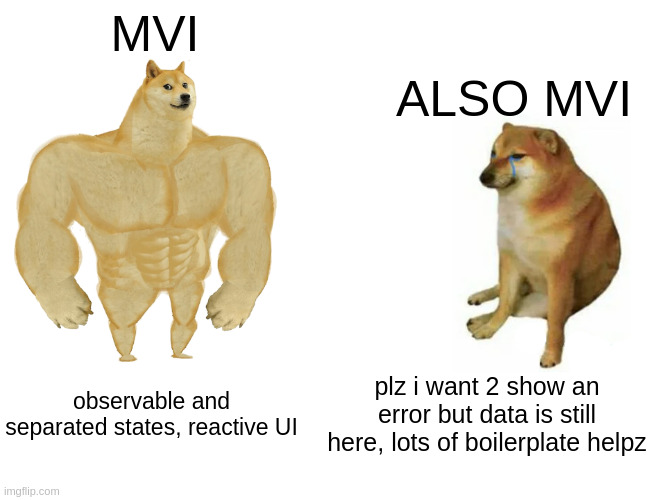 MVI
ALSO MVI
observable and
separated states, reactive UI
plz i want 2 show an
error but data is still
here, lots of boilerplate helpz
imgflip.com